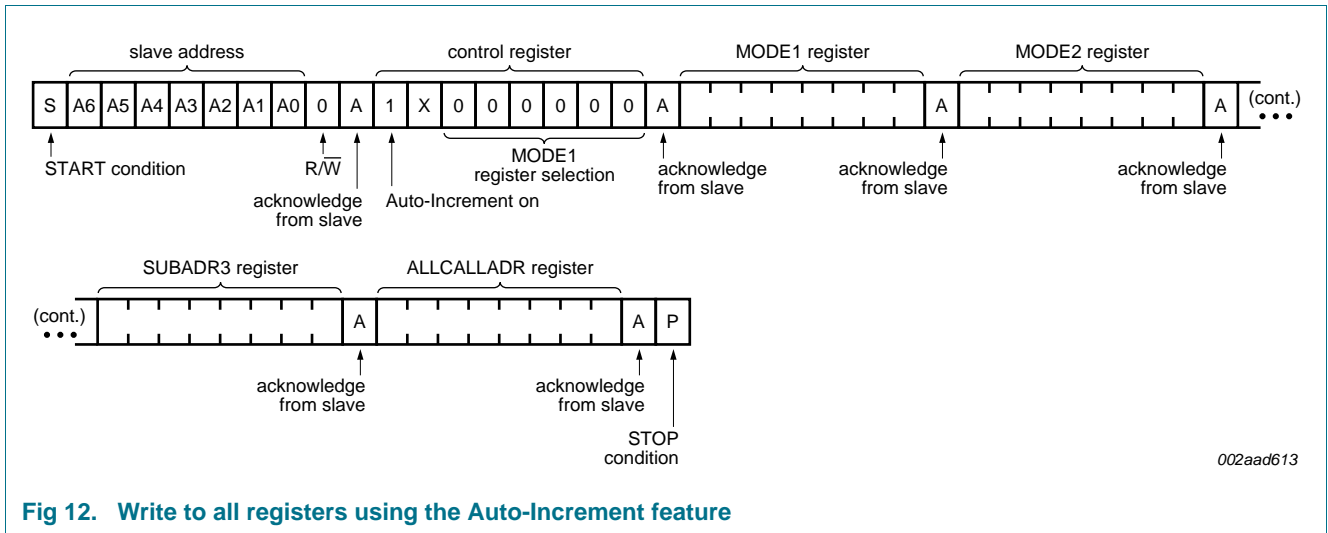 slave address
control register
MODE1 register
MODE2 register
S A6 A5 A4 A3 A2 A1 A0 0 A 1 X 0 0 0 0 0 0 A A A (cont.)
START condition
R/W̅
acknowledge
from slave
Auto-Increment on
MODE1
register selection
acknowledge
from slave
acknowledge
from slave
acknowledge
from slave
SUBADR3 register
ALLCALLADR register
(cont.) A A P
acknowledge
from slave
acknowledge
from slave
STOP
condition
002aad613
Fig 12. Write to all registers using the Auto-Increment feature